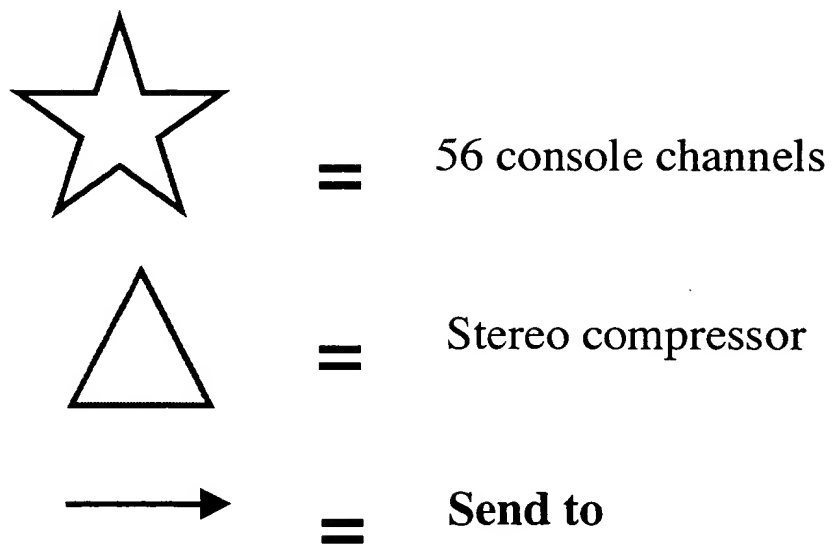 = 56 console channels
= Stereo compressor
= Send to